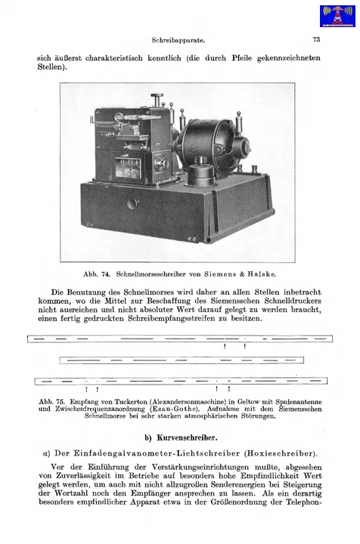 Schreibapparate. 73
sich äußerst charakteristisch kenntlich (die durch Pfeile gekennzeichneten
Stellen).
Abb. 74. Schnellmorseschreiber von Siemens & Halske.
Die Benutzung des Schnellmorses wird daher an allen Stellen inbetracht
kommen, wo die Mittel zur Beschaffung des Siemensschen Schnelldruckers
nicht ausreichen und nicht absoluter Wert darauf gelegt zu werden braucht,
einen fertig gedruckten Schreibempfangsstreifen zu besitzen.
Abb. 75. Empfang von Tuckerton (Alexandersonmaschine) in Geltow mit Spulenantenne
und Zwischenfrequenzanordnung (Esau-Gothe). Aufnahme mit dem Siemensschen
Schnellmorse bei sehr starken atmosphärischen Störungen.
b) Kurvenschreiber.
α) Der Einfadengalvanometer-Lichtschreiber (Hoxieschreiber).
Vor der Einführung der Verstärkungseinrichtungen mußte, abgesehen
von Zuverlässigkeit im Betriebe auf besonders hohe Empfindlichkeit Wert
gelegt werden, um auch mit nicht allzugroßen Senderenergien bei Steigerung
der Wortzahl noch den Empfänger ansprechen zu lassen. Als ein derartig
besonders empfindlicher Apparat etwa in der Größenordnung der Telephon-